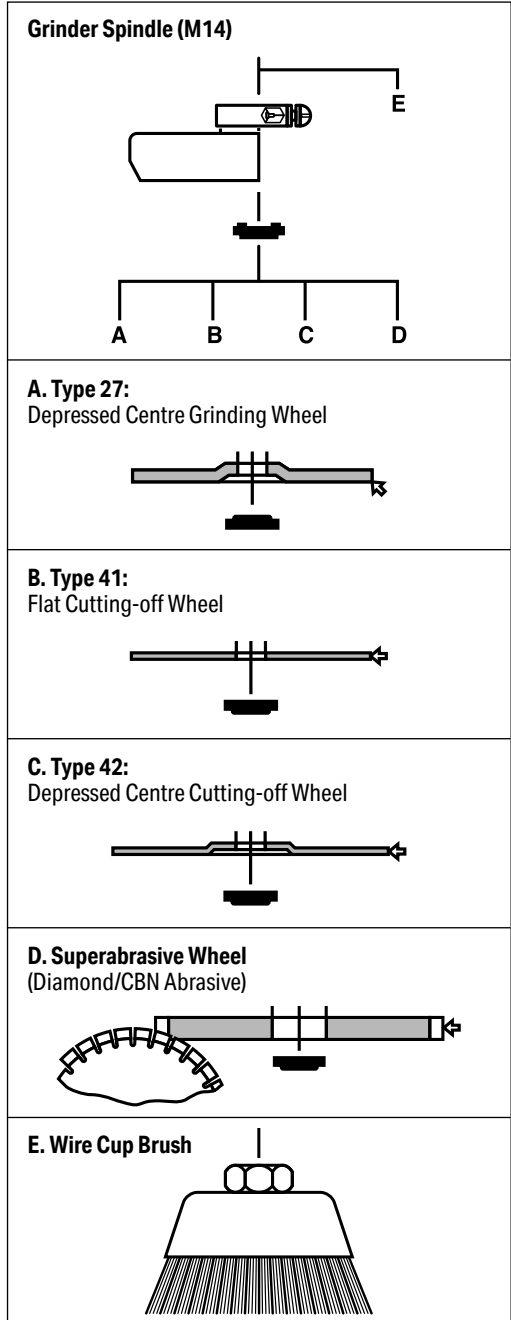 Grinder Spindle (M14)
E
A B C D
A. Type 27:
Depressed Centre Grinding Wheel
B. Type 41:
Flat Cutting-off Wheel
C. Type 42:
Depressed Centre Cutting-off Wheel
D. Superabrasive Wheel
(Diamond/CBN Abrasive)
E. Wire Cup Brush